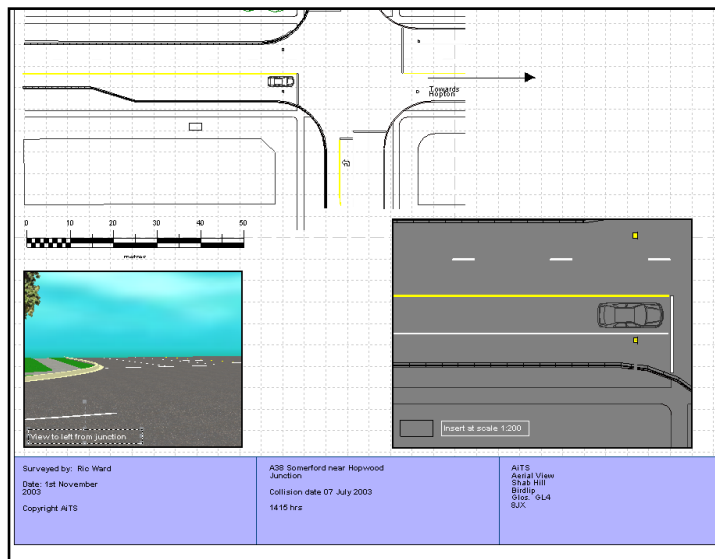 Towards
Hopton
0 10 20 30 40 50
metres
View to left from junction
Insert at scale 1:200
Surveyed by: Ric Ward
Date: 1st November
2003
Copyright AiTS
A38 Somerford near Hopwood
Junction
Collision date 07 July 2003
1415 hrs
AiTS
Aerial View
Shab Hill
Birdlip
Glos. GL4
8JX